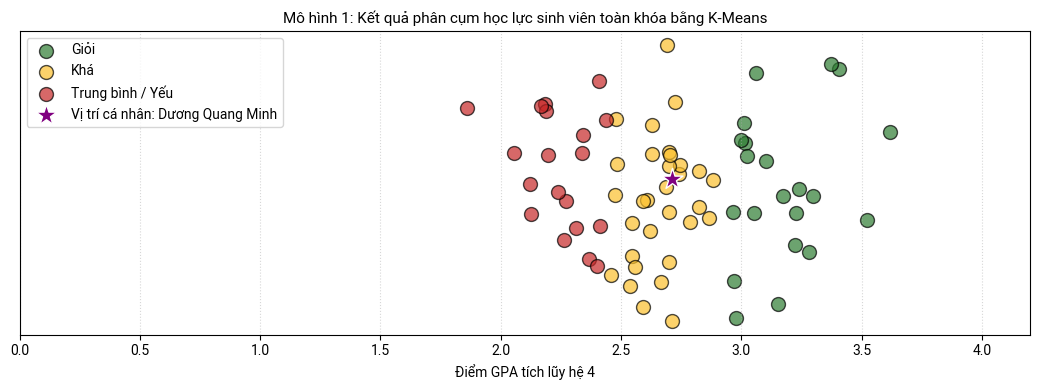 Mô hình 1: Kết quả phân cụm học lực sinh viên toàn khóa bằng K-Means
Giỏi
Khá
Trung bình / Yếu
Vị trí cá nhân: Dương Quang Minh
0.0 0.5 1.0 1.5 2.0 2.5 3.0 3.5 4.0
Điểm GPA tích lũy hệ 4